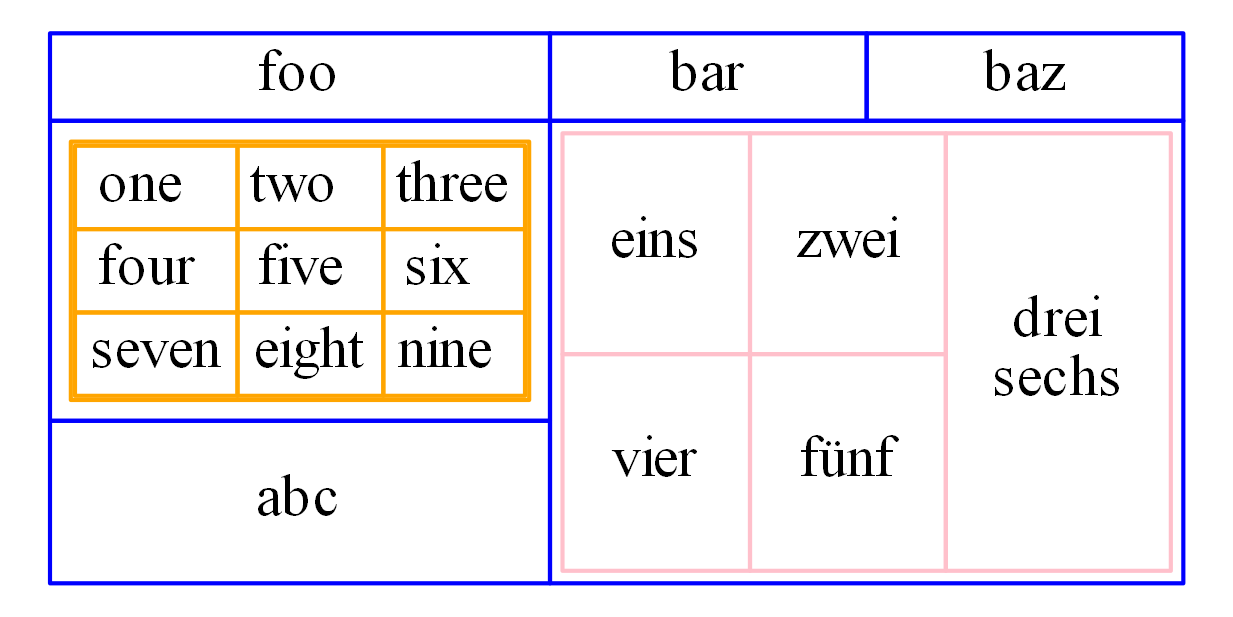 foo bar baz
one two three
four five six
seven eight nine
abc
eins zwei
drei
sechs
vier fünf